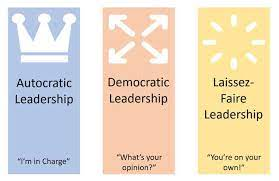 Autocratic
Leadership
"I'm in Charge"
Democratic
Leadership
"What's your
opinion?"
Laissez-
Faire
Leadership
"You're on your
own!"